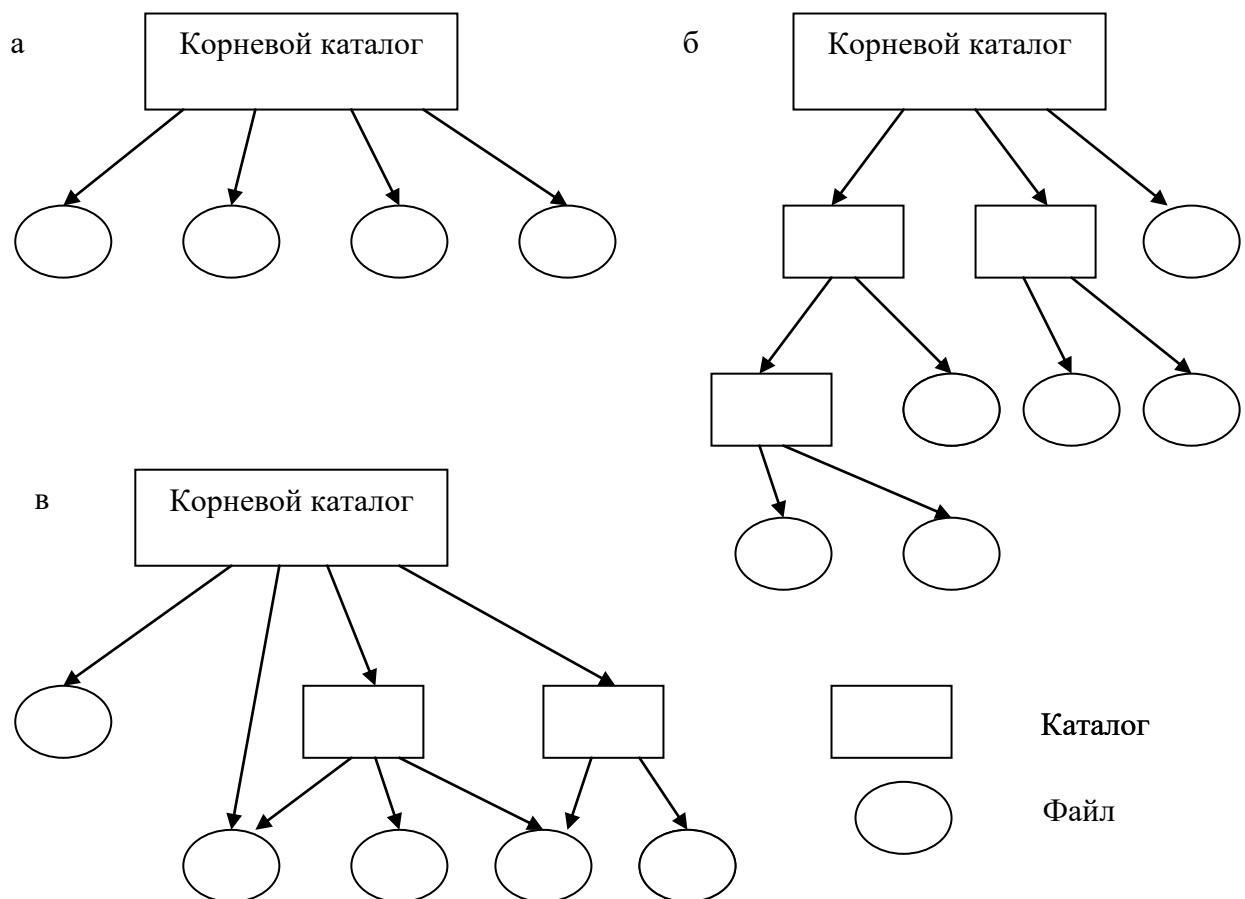 а
Корневой каталог
б
Корневой каталог
в
Корневой каталог
Каталог
Файл